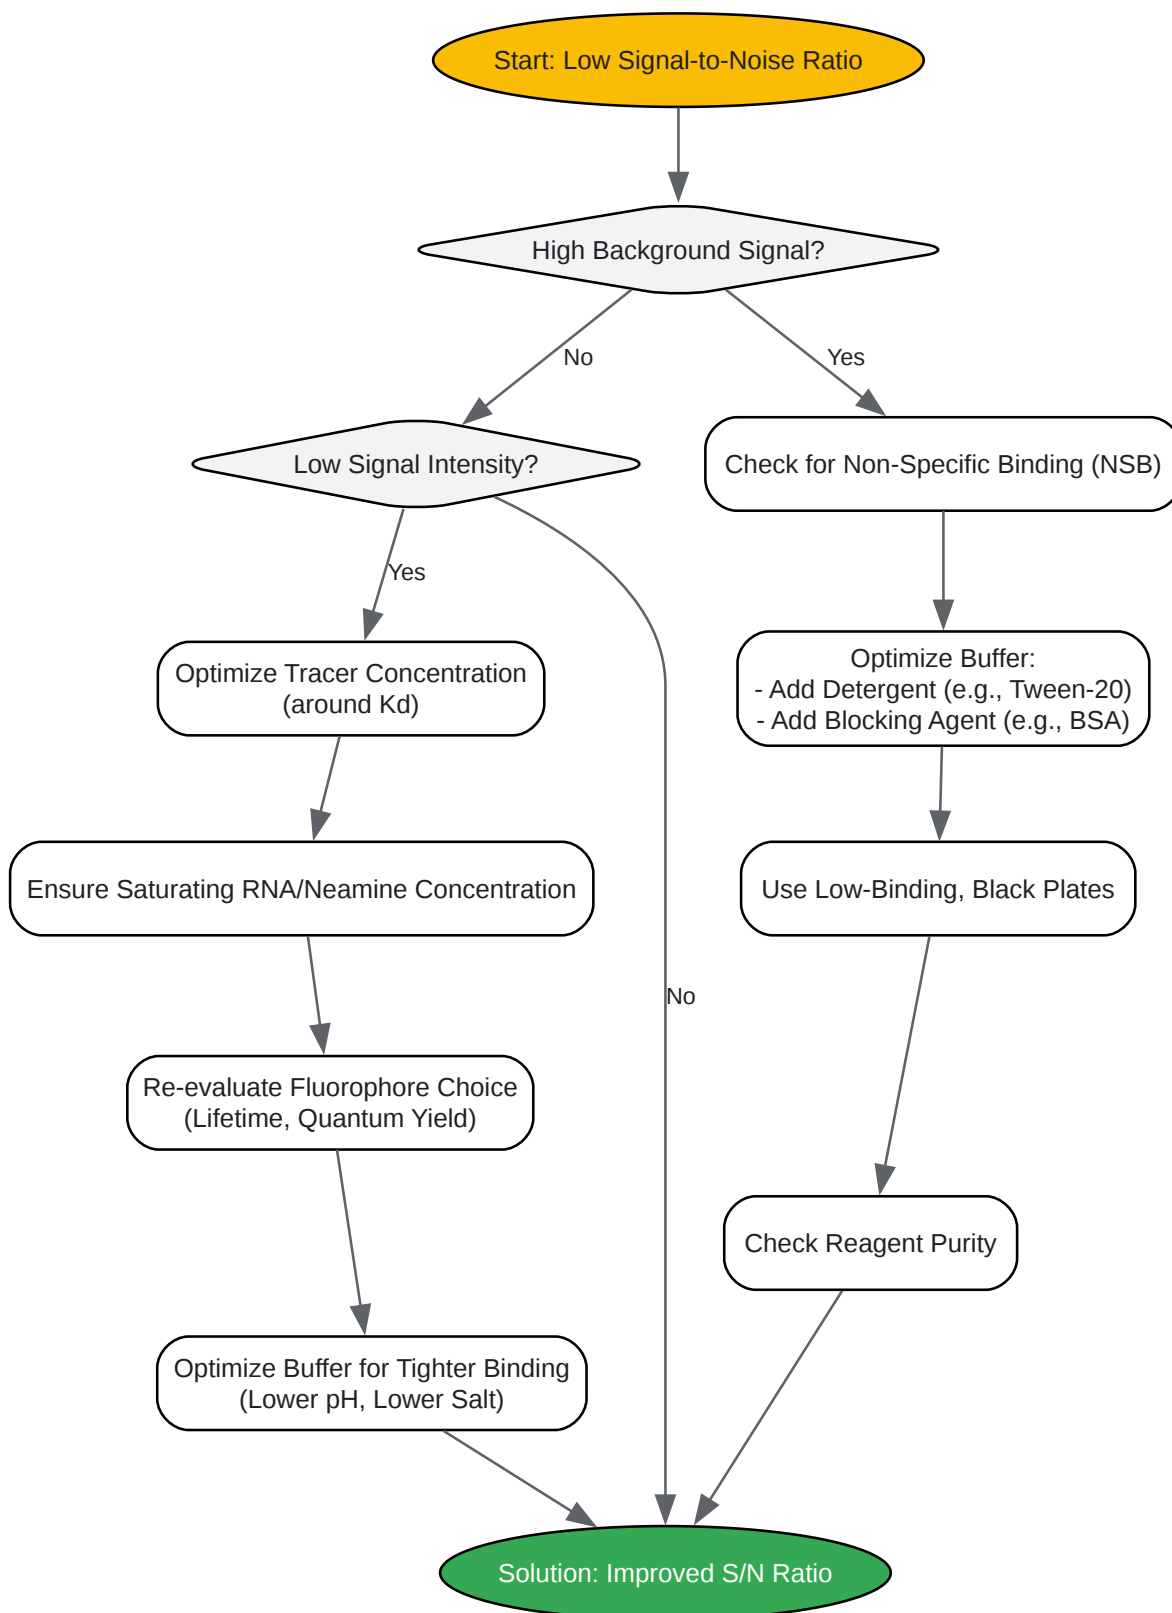 Start: Low Signal-to-Noise Ratio
High Background Signal?
No
Yes
Low Signal Intensity?
Check for Non-Specific Binding (NSB)
Yes
Optimize Tracer Concentration
(around Kd)
Optimize Buffer:
- Add Detergent (e.g., Tween-20)
- Add Blocking Agent (e.g., BSA)
Ensure Saturating RNA/Neamine Concentration
Use Low-Binding, Black Plates
No
Re-evaluate Fluorophore Choice
(Lifetime, Quantum Yield)
Check Reagent Purity
Optimize Buffer for Tighter Binding
(Lower pH, Lower Salt)
Solution: Improved S/N Ratio